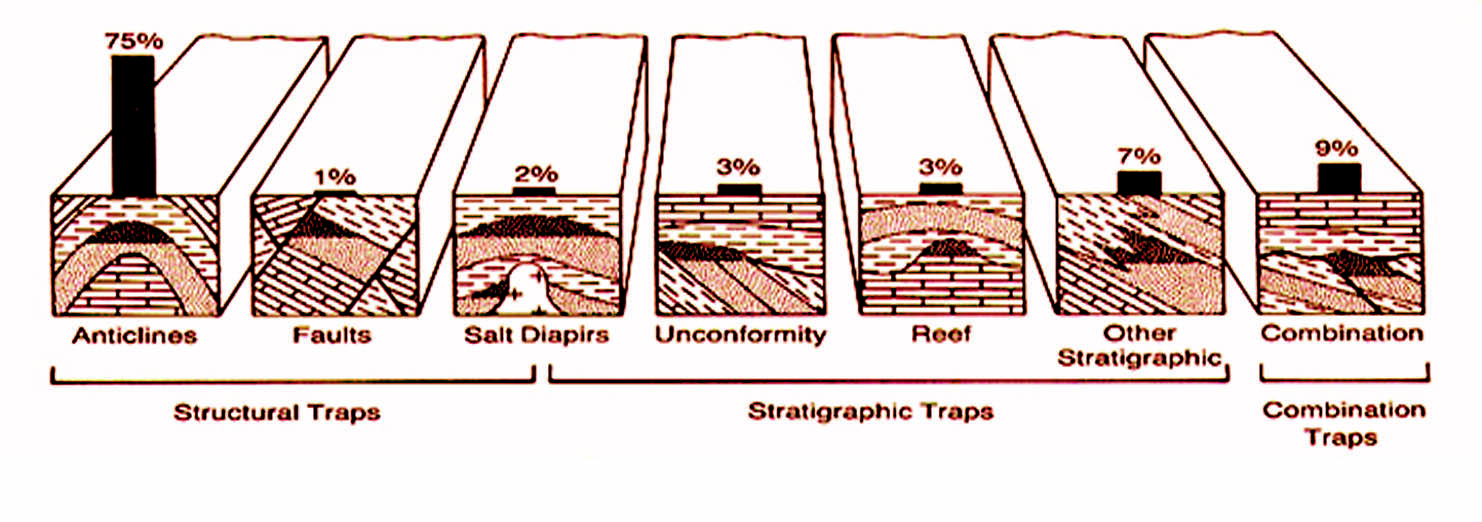 75%
1%
2%
3%
3%
7%
9%
Anticlines
Faults
Salt Diapirs
Unconformity
Reef
Other
Stratigraphic
Combination
Structural Traps
Stratigraphic Traps
Combination
Traps